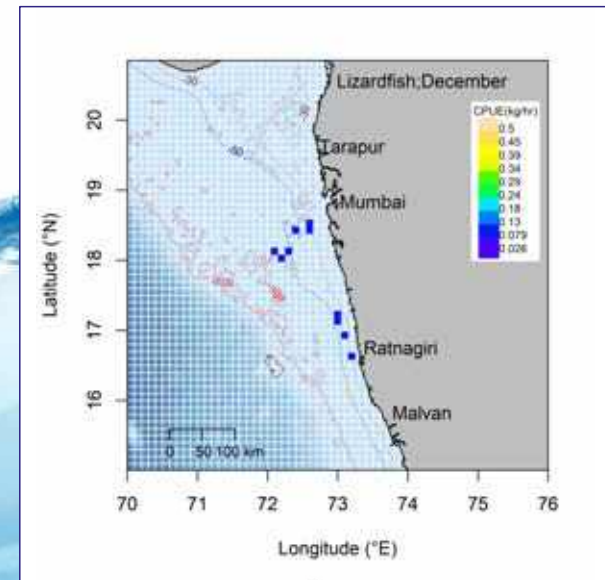 Lizardfish;December
CPUE(kg/hr)
0.5
0.45
0.39
0.34
0.29
0.24
0.18
0.13
0.079
0.026
Tarapur
Mumbai
Ratnagiri
Malvan
Latitude (°N)
20
19
18
17
16
0 50 100 km
70 71 72 73 74 75 76
Longitude (°E)